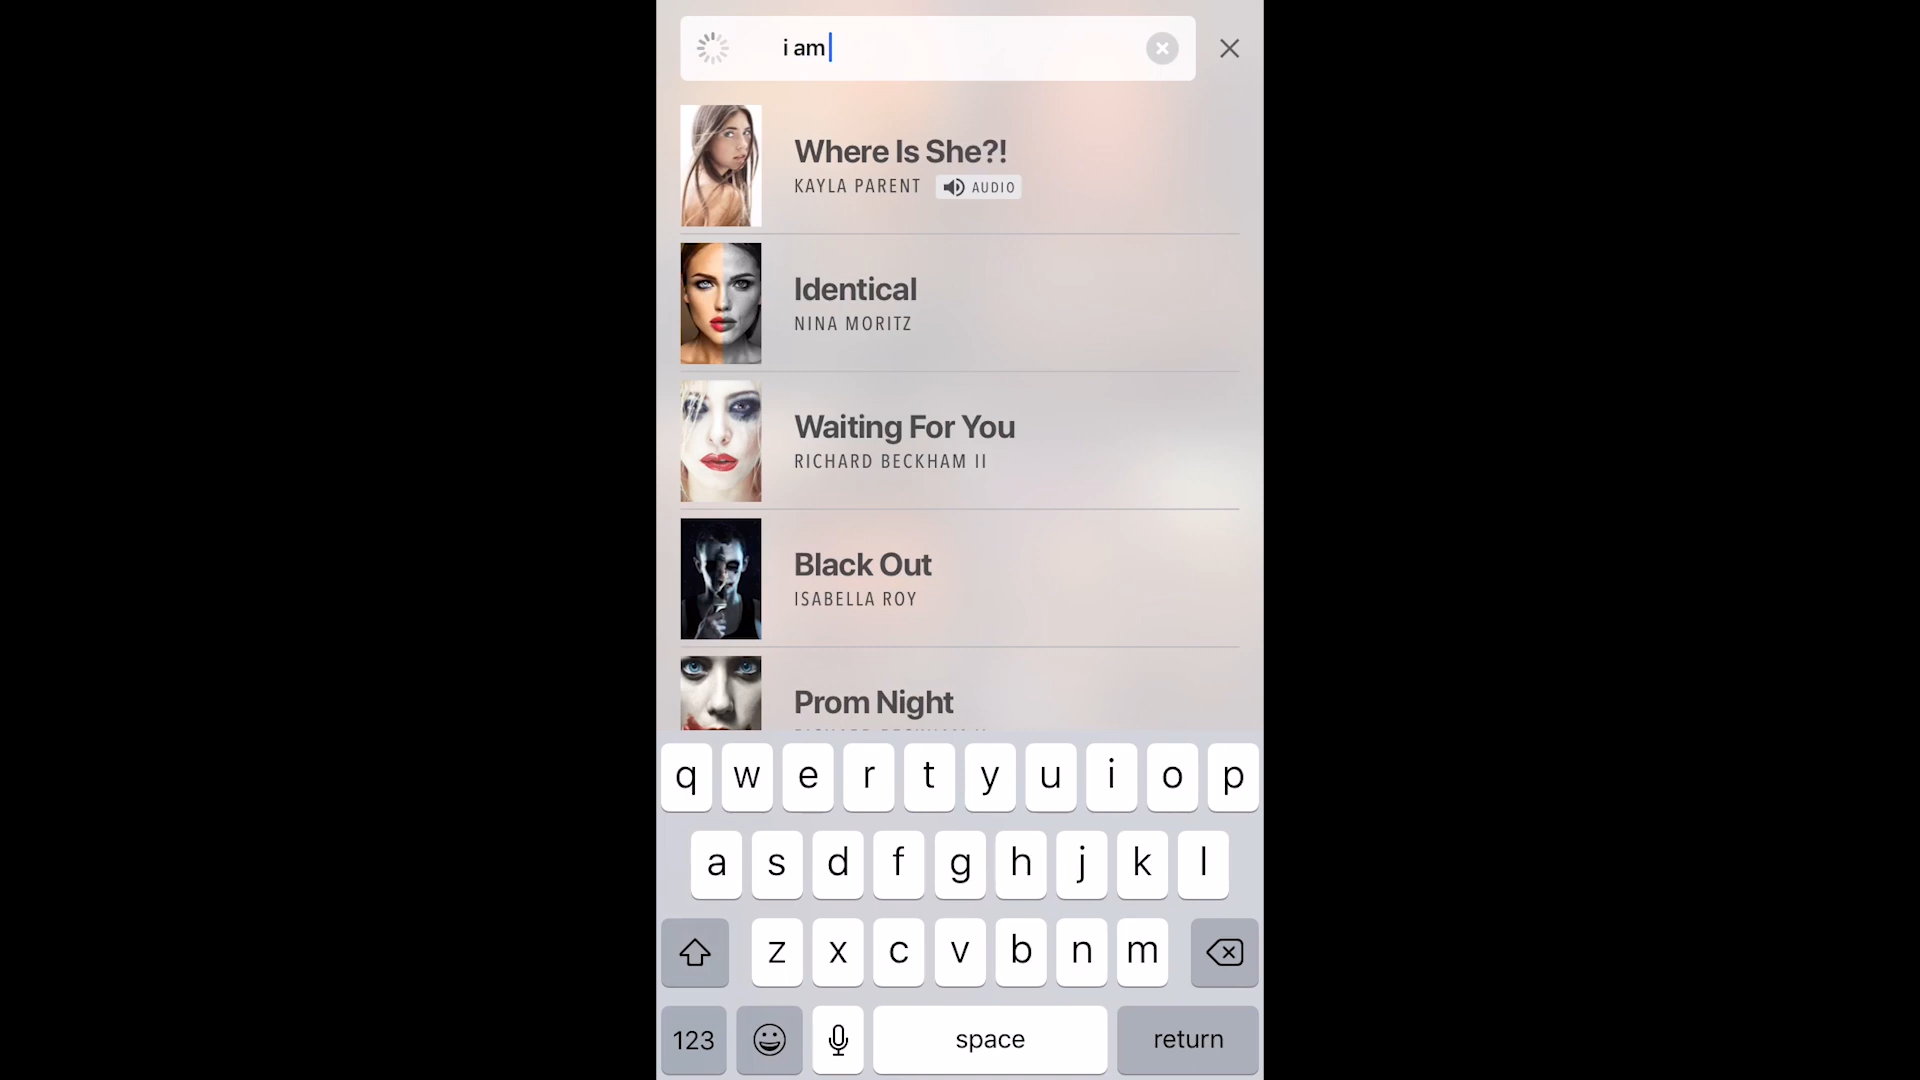 i am
Where Is She?!
KAYLA PARENT AUDIO
Identical
NINA MORITZ
Waiting For You
RICHARD BECKHAM II
Black Out
ISABELLA ROY
Prom Night
q w e r t y u i o p
a s d f g h j k l
z x c v b n m
123 space return